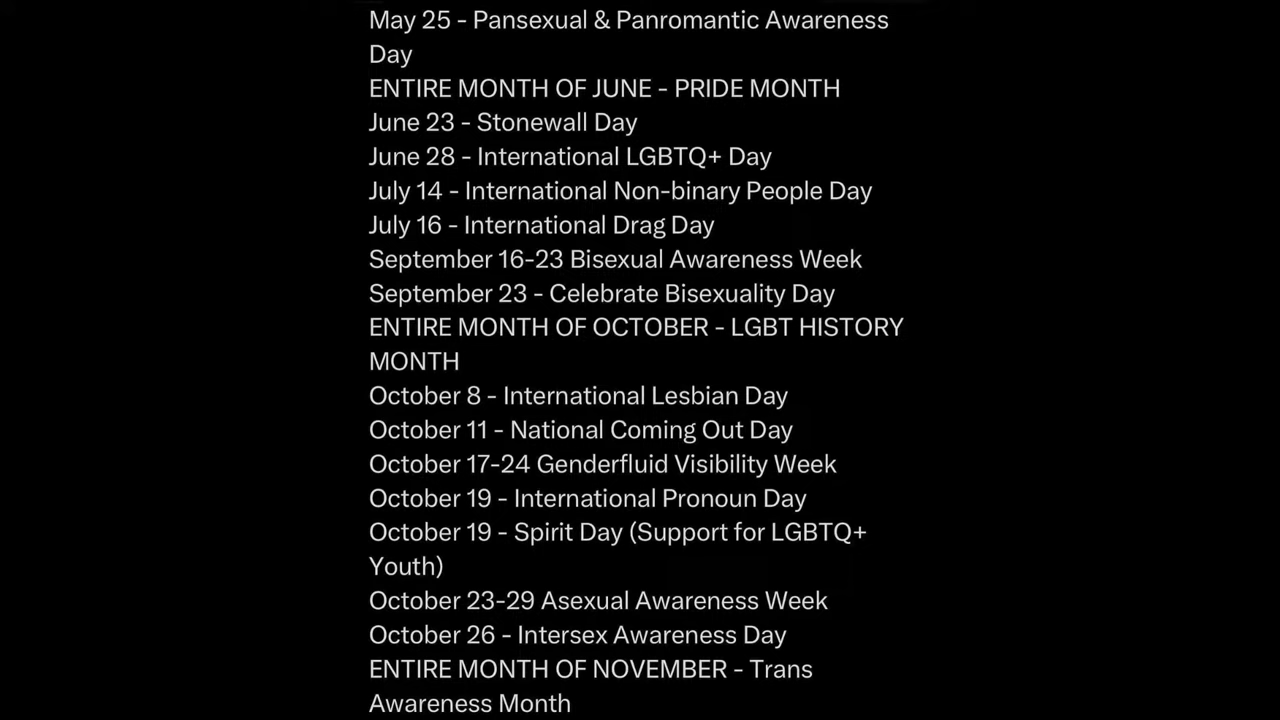 May 25 - Pansexual & Panromantic Awareness
Day
ENTIRE MONTH OF JUNE - PRIDE MONTH
June 23 - Stonewall Day
June 28 - International LGBTQ+ Day
July 14 - International Non-binary People Day
July 16 - International Drag Day
September 16-23 Bisexual Awareness Week
September 23 - Celebrate Bisexuality Day
ENTIRE MONTH OF OCTOBER - LGBT HISTORY
MONTH
October 8 - International Lesbian Day
October 11 - National Coming Out Day
October 17-24 Genderfluid Visibility Week
October 19 - International Pronoun Day
October 19 - Spirit Day (Support for LGBTQ+
Youth)
October 23-29 Asexual Awareness Week
October 26 - Intersex Awareness Day
ENTIRE MONTH OF NOVEMBER - Trans
Awareness Month